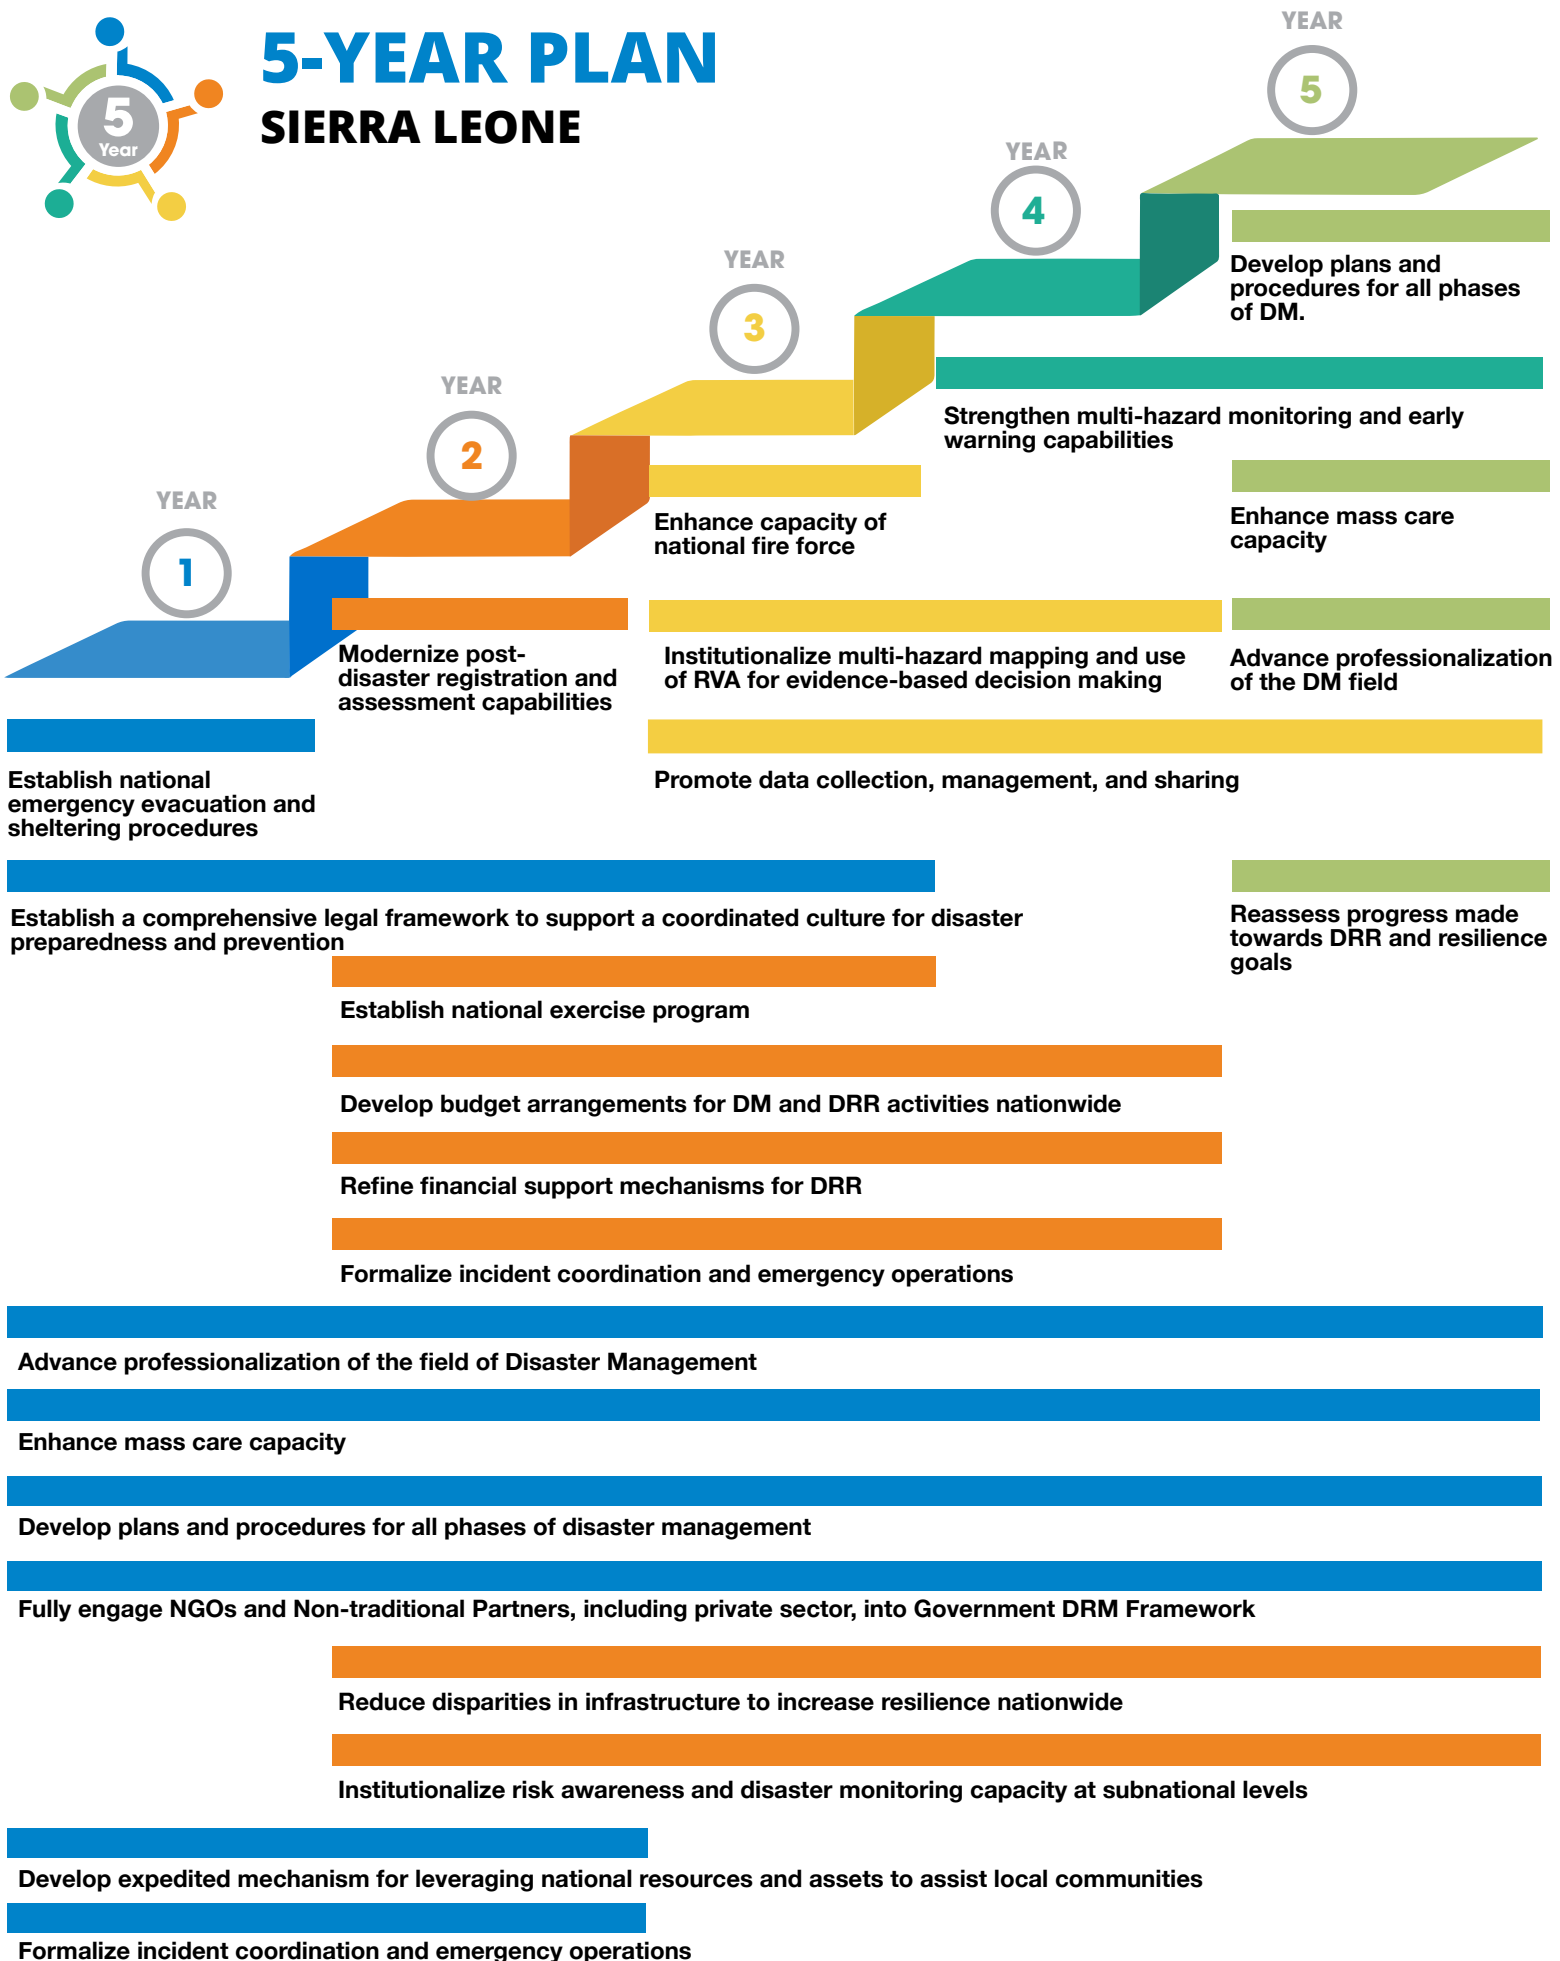 5-YEAR PLAN
SIERRA LEONE
5
Year
YEAR
5
YEAR
4
YEAR
3
YEAR
2
YEAR
1
Develop plans and
procedures for all phases
of DM.
Strengthen multi-hazard monitoring and early
warning capabilities
Enhance capacity of
national fire force
Enhance mass care
capacity
Modernize post-
disaster registration and
assessment capabilities
Institutionalize multi-hazard mapping and use
of RVA for evidence-based decision making
Advance professionalization
of the DM field
Establish national
emergency evacuation and
sheltering procedures
Promote data collection, management, and sharing
Establish a comprehensive legal framework to support a coordinated culture for disaster
preparedness and prevention
Reassess progress made
towards DRR and resilience
goals
Establish national exercise program
Develop budget arrangements for DM and DRR activities nationwide
Refine financial support mechanisms for DRR
Formalize incident coordination and emergency operations
Advance professionalization of the field of Disaster Management
Enhance mass care capacity
Develop plans and procedures for all phases of disaster management
Fully engage NGOs and Non-traditional Partners, including private sector, into Government DRM Framework
Reduce disparities in infrastructure to increase resilience nationwide
Institutionalize risk awareness and disaster monitoring capacity at subnational levels
Develop expedited mechanism for leveraging national resources and assets to assist local communities
Formalize incident coordination and emergency operations